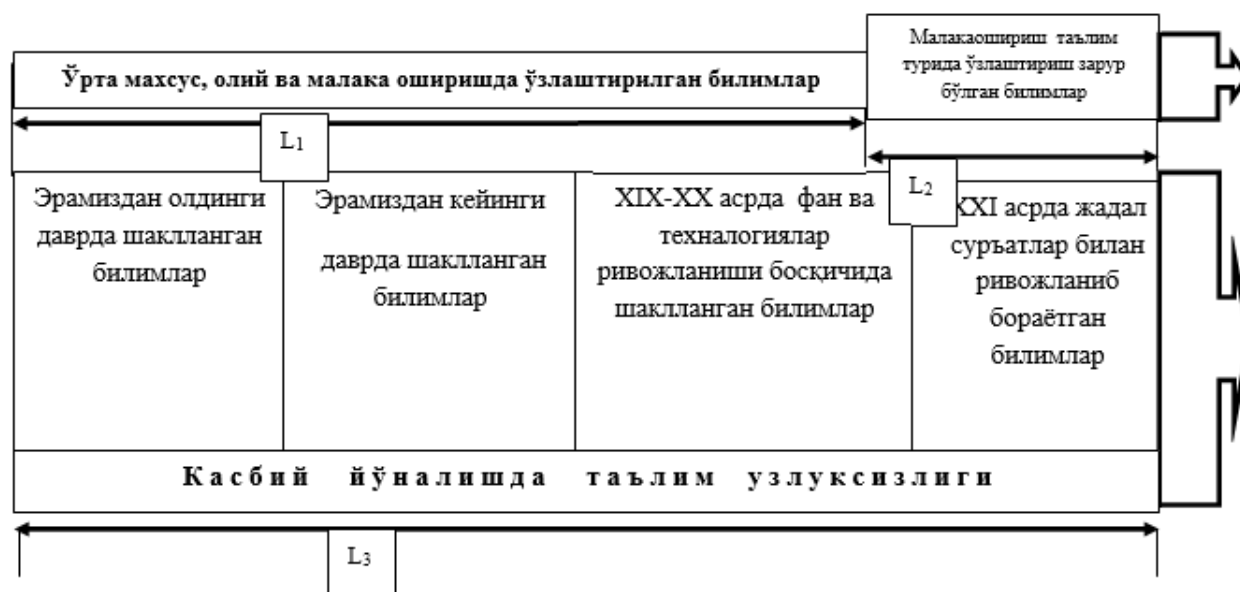 Ўрта махсус, олий ва малака оширишда ўзлаштирилган билимлар
Малакаошириш таълим
турида ўзлаштириш зарур
бўлган билимлар
L1
L2
Эрамиздан олдинги
даврда шаклланган
билимлар
Эрамиздан кейинги
даврда шаклланган
билимлар
XIX-XX асрда фан ва
техналогиялар
ривожланиши босқичида
шаклланган билимлар
XXI асрда жадал
суръатлар билан
ривожланиб
бораётган
билимлар
Касбий йўналишда таълим узлуксизлиги
L3